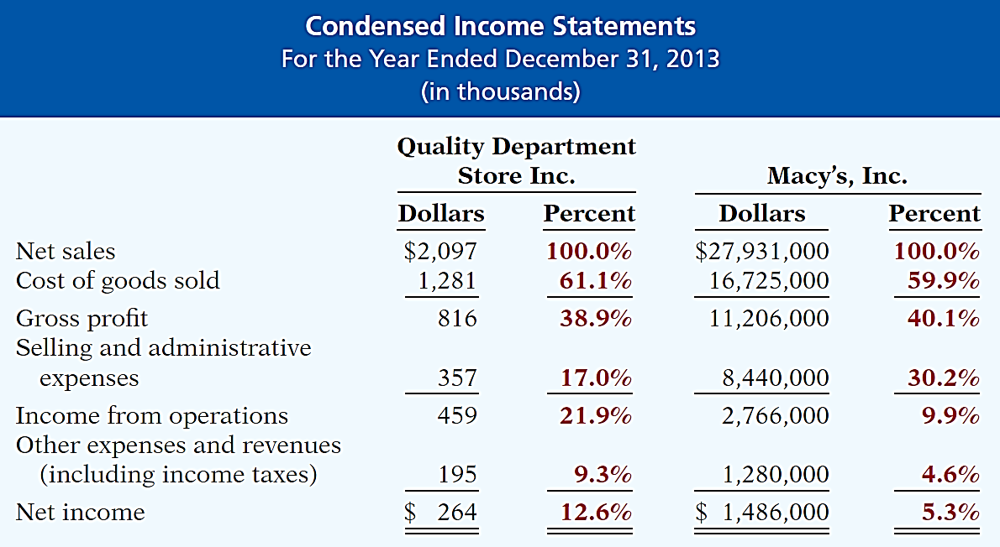 Condensed Income Statements
For the Year Ended December 31, 2013
(in thousands)
Quality Department
Store Inc. Macy's, Inc.
Dollars Percent Dollars Percent
Net sales $2,097 100.0% $27,931,000 100.0%
Cost of goods sold 1,281 61.1% 16,725,000 59.9%
Gross profit 816 38.9% 11,206,000 40.1%
Selling and administrative
expenses 357 17.0% 8,440,000 30.2%
Income from operations 459 21.9% 2,766,000 9.9%
Other expenses and revenues
(including income taxes) 195 9.3% 1,280,000 4.6%
Net income $ 264 12.6% $ 1,486,000 5.3%